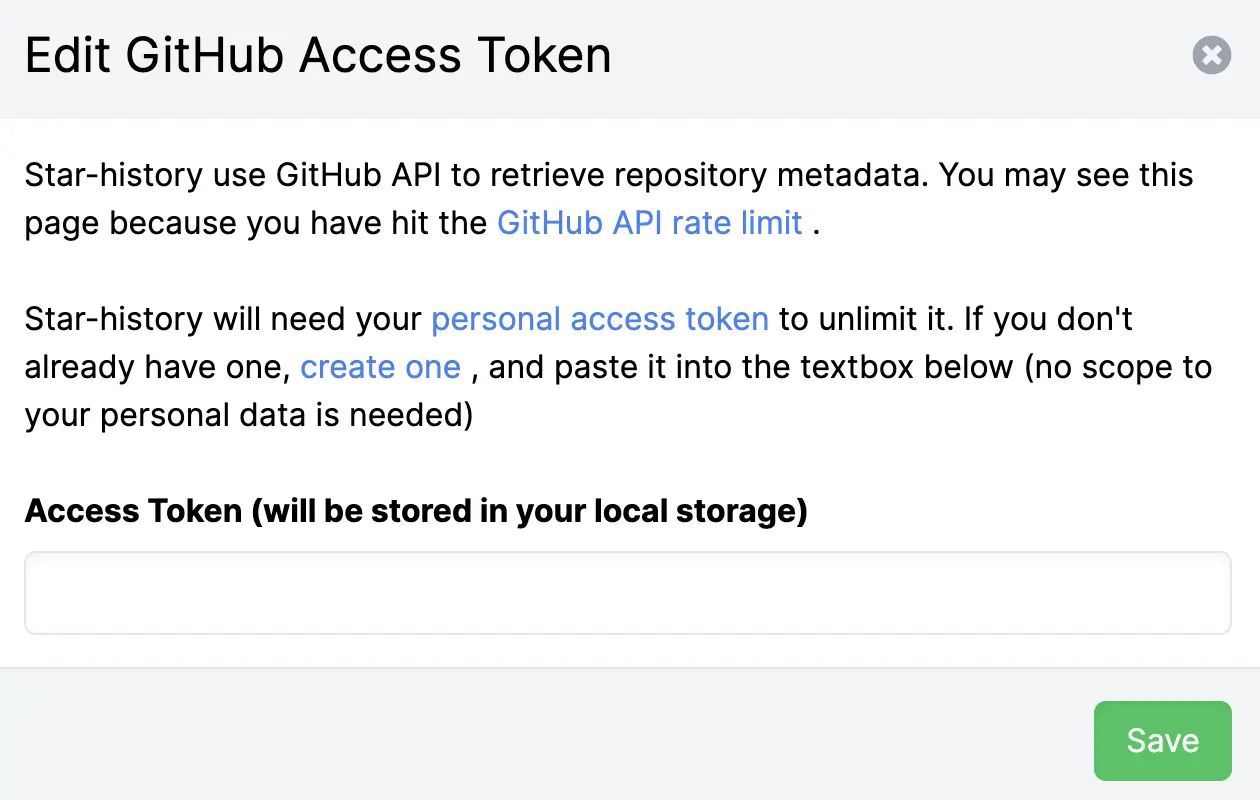 Edit GitHub Access Token
Star-history use GitHub API to retrieve repository metadata. You may see this
page because you have hit the GitHub API rate limit .
Star-history will need your personal access token to unlimit it. If you don't
already have one, create one , and paste it into the textbox below (no scope to
your personal data is needed)
Access Token (will be stored in your local storage)
Save